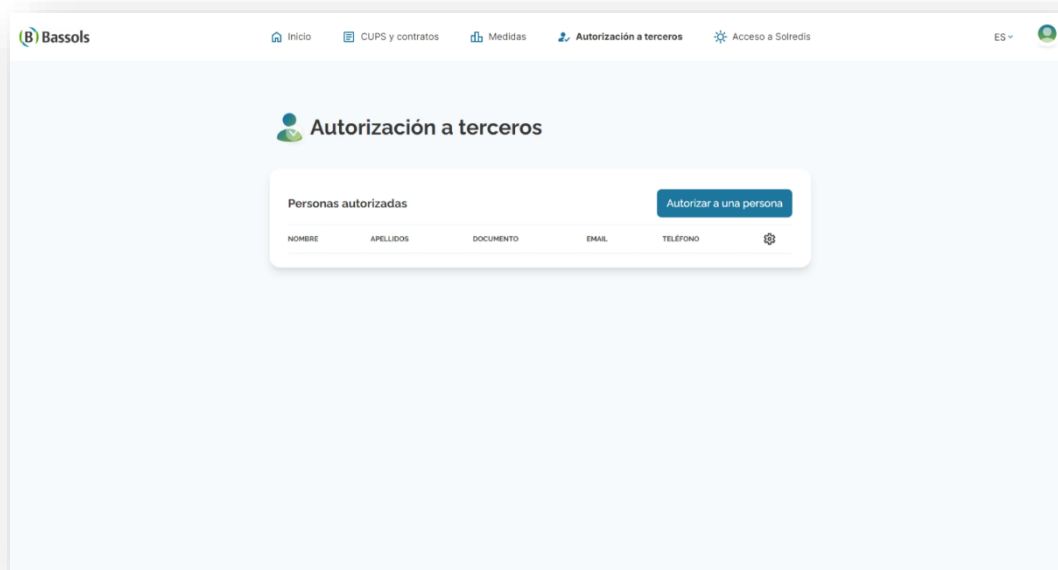 (B) Bassols
Inicio
CUPS y contratos
Medidas
Autorización a terceros
Acceso a Solredis
ES
Autorización a terceros
Personas autorizadas
Autorizar a una persona
NOMBRE
APELLIDOS
DOCUMENTO
EMAIL
TELÉFONO